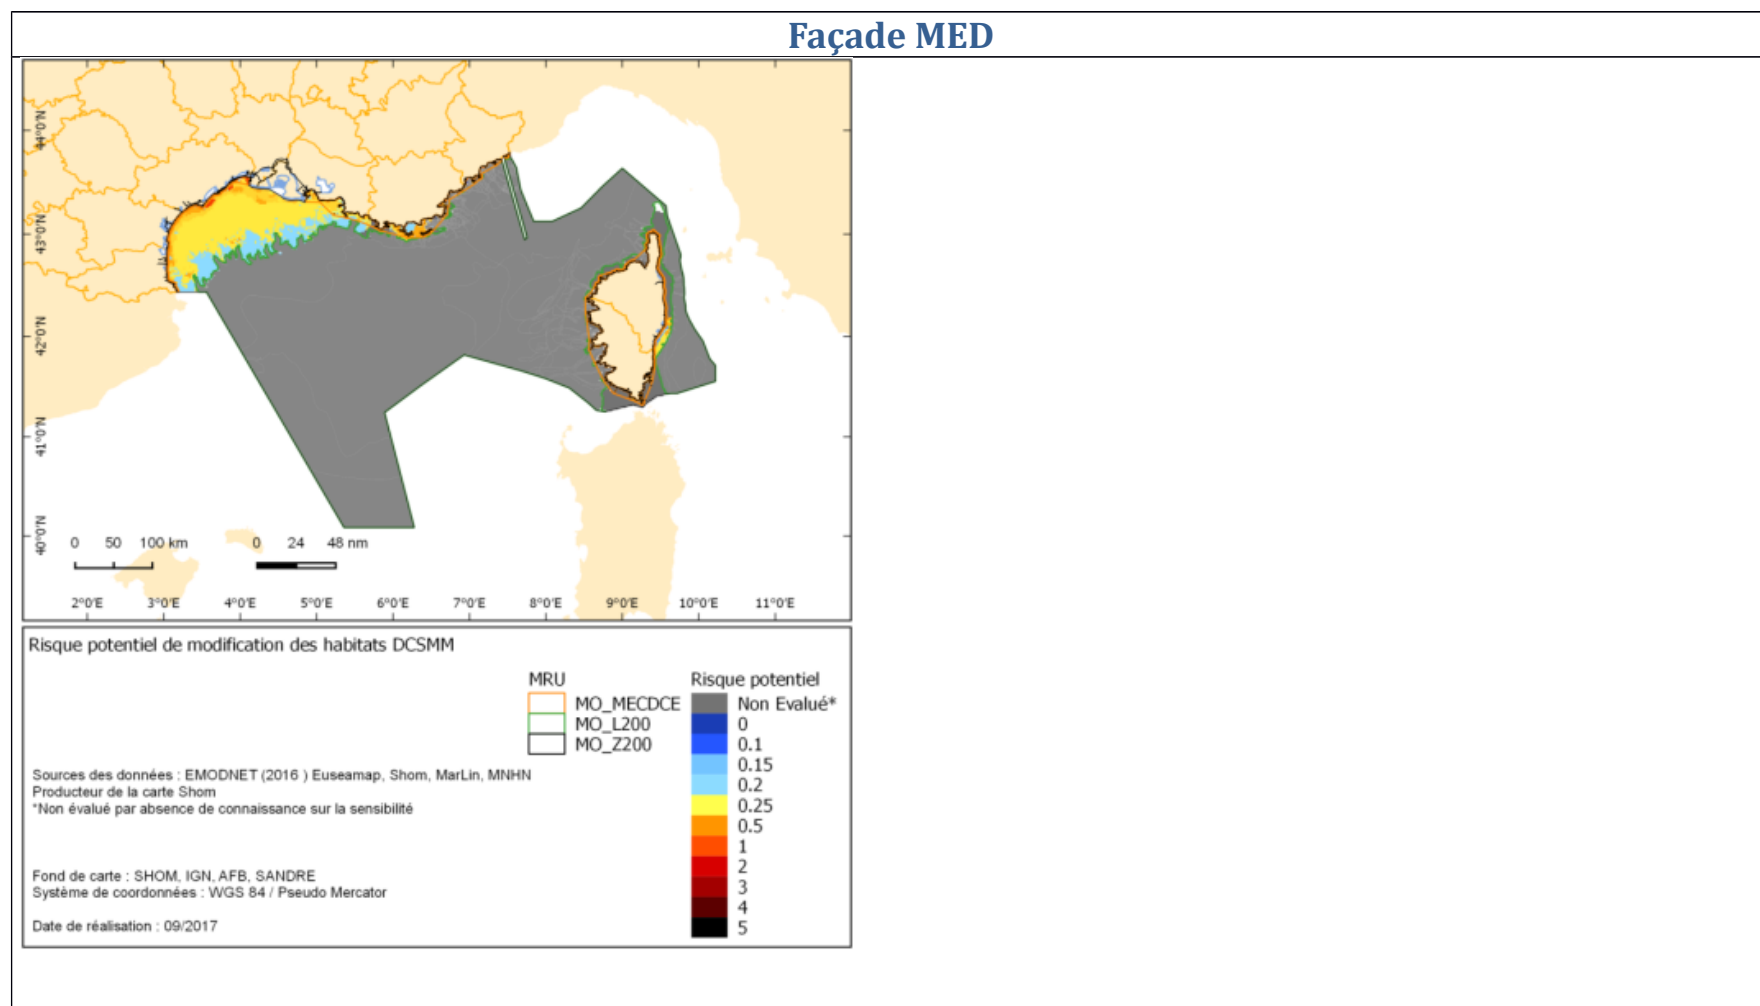 Façade MED
44°0'N
43°0'N
42°0'N
41°0'N
40°0'N
0 50 100 km
0 24 48 nm
2°0'E 3°0'E 4°0'E 5°0'E 6°0'E 7°0'E 8°0'E 9°0'E 10°0'E 11°0'E
Risque potentiel de modification des habitats DCSMM
MRU
MO_MECDCE
MO_L200
MO_Z200
Risque potentiel
Non Evalué*
0
0.1
0.15
0.2
0.25
0.5
1
2
3
4
5
Sources des données : EMODNET (2016 ) Euseamap, Shom, MarLin, MNHN
Producteur de la carte Shom
*Non évalué par absence de connaissance sur la sensibilité
Fond de carte : SHOM, IGN, AFB, SANDRE
Système de coordonnées : WGS 84 / Pseudo Mercator
Date de réalisation : 09/2017